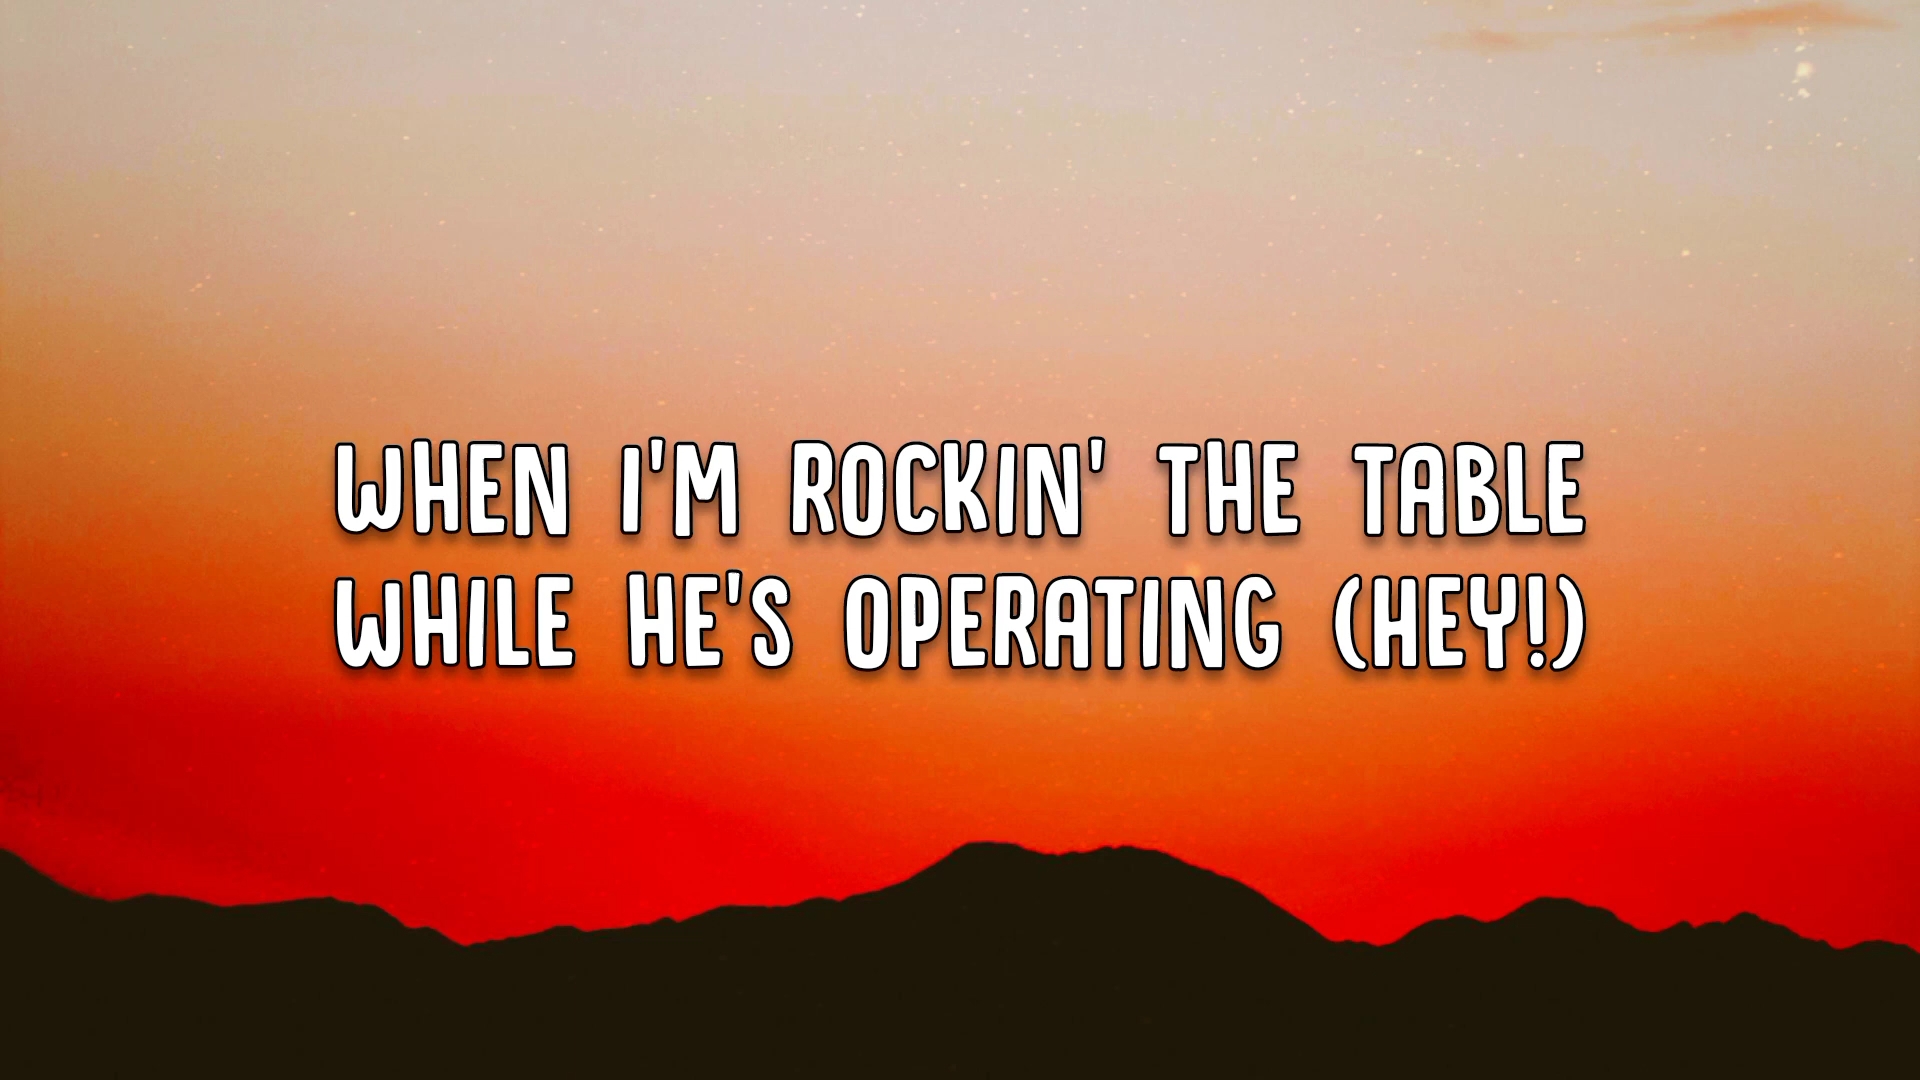 WHEN I'M ROCKIN' THE TABLE
WHILE HE'S OPERATING (HEY!)